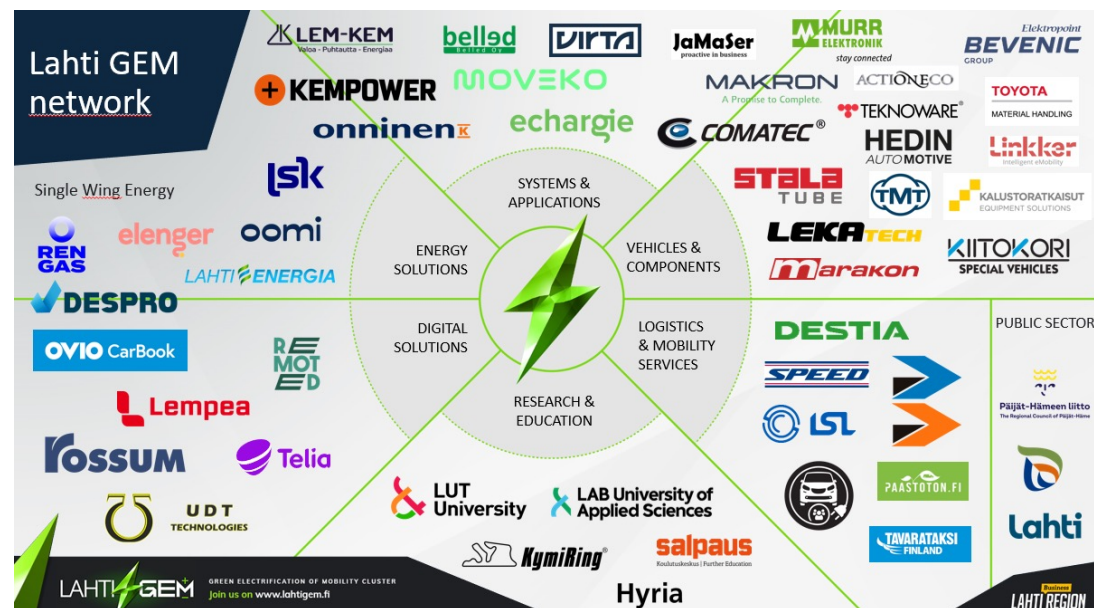 Lahti GEM
network
LEM-KEM
Valoa - Puhtautta - Energiaa
belled
Belled Oy
VIRTA
JaMaSer
proactive in business
MURR
ELEKTRONIK
stay connected
Elektropoint
BEVENIC
GROUP
KEMPOWER
MOVEKO
MAKRON
A Promise to Complete.
ACTIONECO
TOYOTA
MATERIAL HANDLING
onninen
K
echargie
COMATEC®
TEKNOWARE®
HEDIN
AUTOMOTIVE
Linkker
Intelligent eMobility
lsk
Single Wing Energy
REN
GAS
elenger
oomi
LAHTI ENERGIA
STALA
TUBE
TMT
KALUSTORATKAISUT
EQUIPMENT SOLUTIONS
LEKATECH
marakon
KIITOKORI
SPECIAL VEHICLES
SYSTEMS &
APPLICATIONS
ENERGY
SOLUTIONS
VEHICLES &
COMPONENTS
DIGITAL
SOLUTIONS
LOGISTICS
& MOBILITY
SERVICES
RESEARCH &
EDUCATION
DESPRO
OVIO CarBook
REMOTED
Lempea
rossum
Telia
UDT
TECHNOLOGIES
DESTIA
SPEED
LSL
PAASTOTON.FI
TAVARATAKSI
FINLAND
PUBLIC SECTOR
Päijät-Hämeen liitto
The Regional Council of Päijät-Häme
Lahti
LUT
University
LAB University of
Applied Sciences
KymiRing®
salpaus
Koulutuskeskus | Further Education
Hyria
LAHTI GEM
GREEN ELECTRIFICATION OF MOBILITY CLUSTER
Join us on www.lahtigem.fi
Business
LAHTI REGION